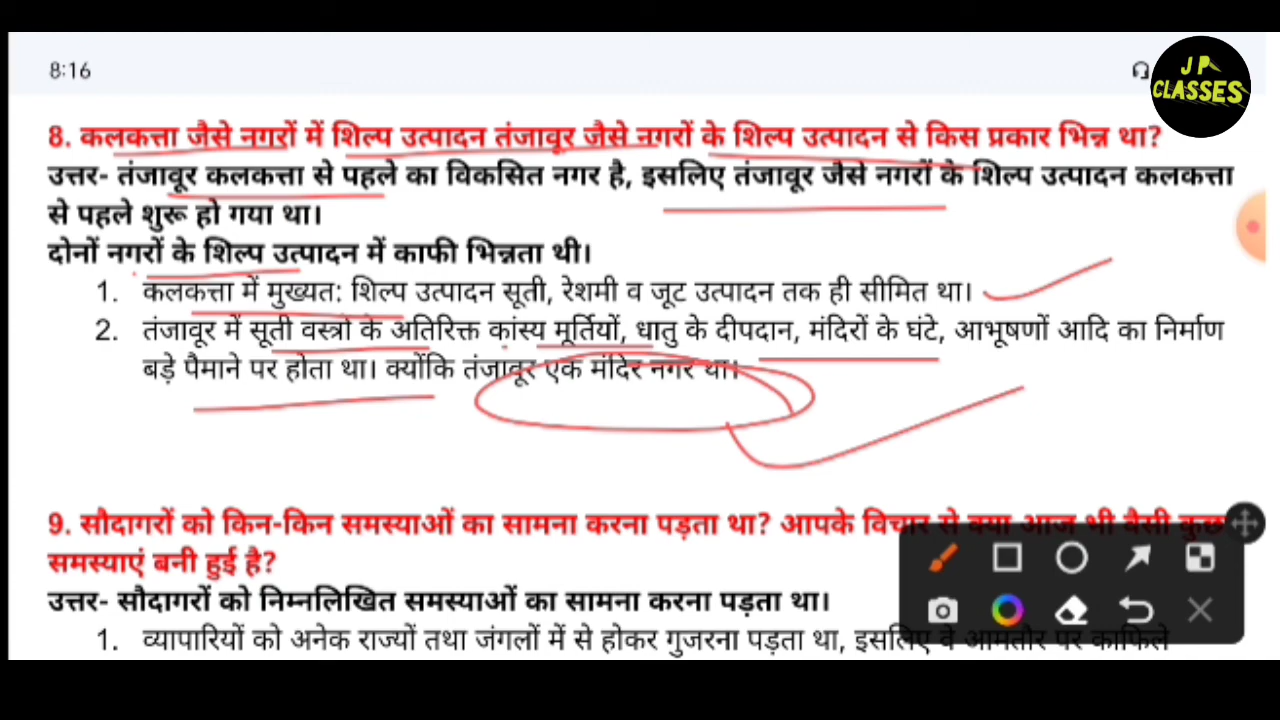 8:16
J P
CLASSES
8. कलकत्ता जैसे नगरों में शिल्प उत्पादन तंजावूर जैसे नगरों के शिल्प उत्पादन से किस प्रकार भिन्न था?
उत्तर- तंजावूर कलकत्ता से पहले का विकसित नगर है, इसलिए तंजावूर जैसे नगरों के शिल्प उत्पादन कलकत्ता
से पहले शुरू हो गया था।
दोनों नगरों के शिल्प उत्पादन में काफी भिन्नता थी।
1. कलकत्ता में मुख्यत: शिल्प उत्पादन सूती, रेशमी व जूट उत्पादन तक ही सीमित था।
2. तंजावूर में सूती वस्त्रो के अतिरिक्त कांस्य मूर्तियों, धातु के दीपदान, मंदिरों के घंटे, आभूषणों आदि का निर्माण
बड़े पैमाने पर होता था। क्योंकि तंजावूर एक मंदिर नगर था।
9. सौदागरों को किन-किन समस्याओं का सामना करना पड़ता था? आपके विचार से क्या आज भी वैसी कुछ
समस्याएं बनी हुई है?
उत्तर- सौदागरों को निम्नलिखित समस्याओं का सामना करना पड़ता था।
1. व्यापारियों को अनेक राज्यों तथा जंगलों में से होकर गुजरना पड़ता था, इसलिए वे आमतौर पर काफिले